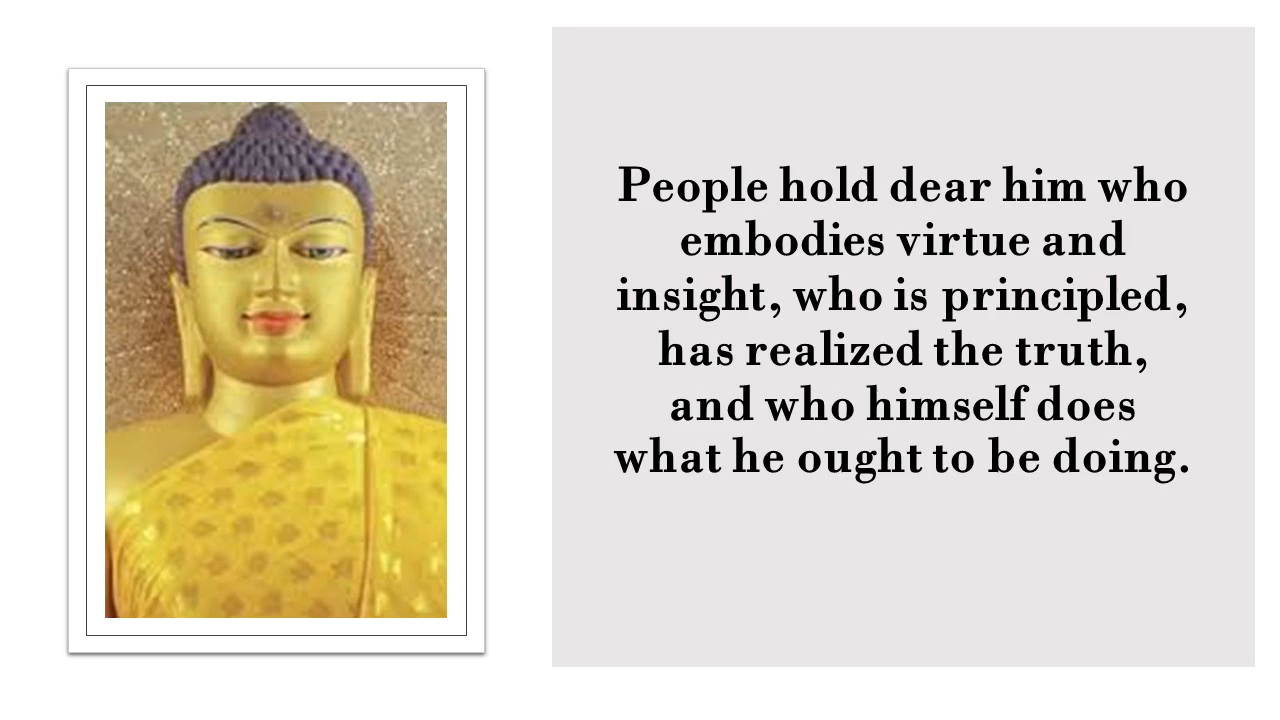 People hold dear him who
embodies virtue and
insight, who is principled,
has realized the truth,
and who himself does
what he ought to be doing.